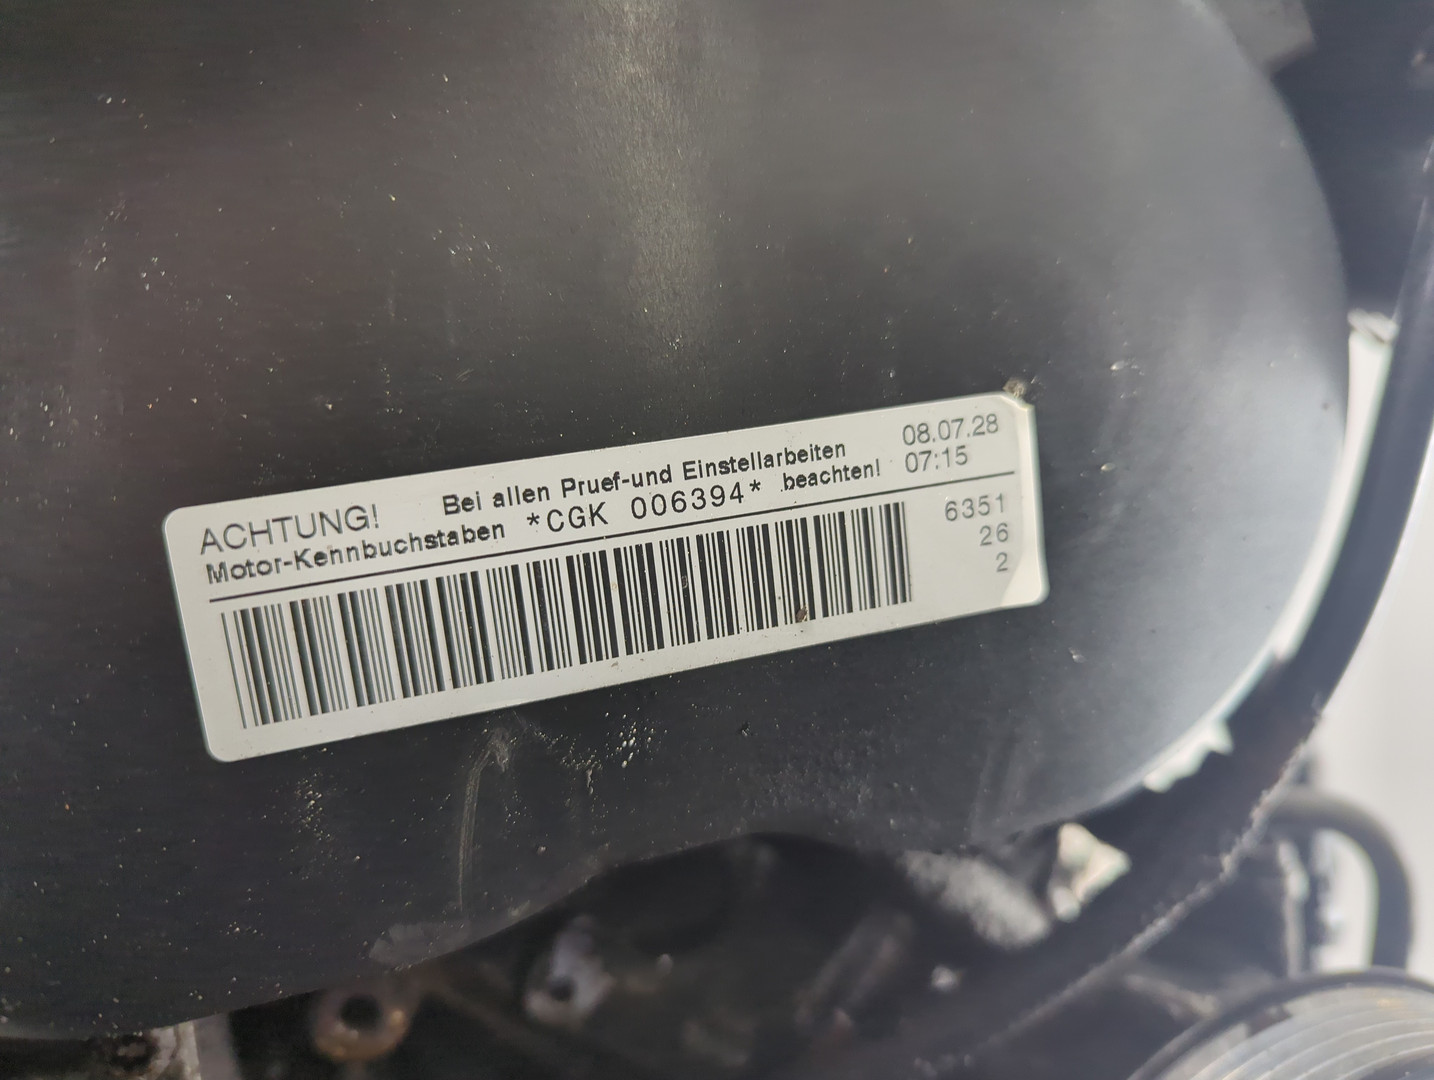 ACHTUNG! Bei allen Pruef-und Einstellarbeiten 08.07.28
Motor-Kennbuchstaben *CGK 006394* beachten! 07:15
6351
26
2